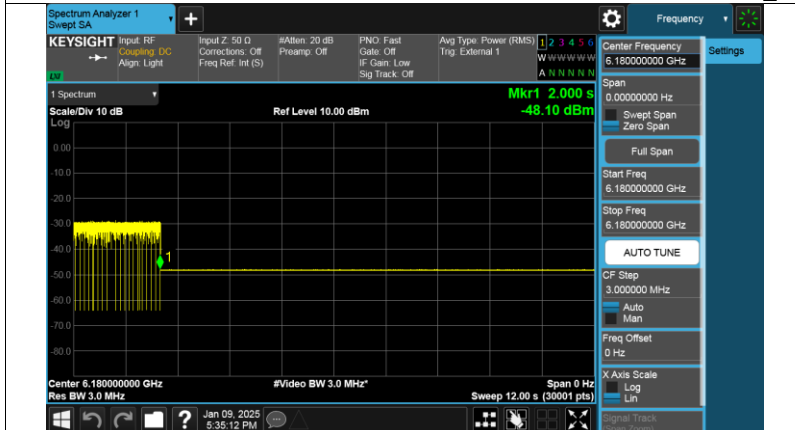 Spectrum Analyzer 1
Swept SA
+
Frequency
KEYSIGHT
Input: RF
Coupling: DC
Align: Light
Input Z: 50 Ω
Corrections: Off
Freq Ref: Int (S)
#Atten: 20 dB
Preamp: Off
PNO: Fast
Gate: Off
IF Gain: Low
Sig Track: Off
Avg Type: Power (RMS)
Trig: External 1
1 2 3 4 5 6
W W W W W W
A N N N N N
LXI
1 Spectrum
Scale/Div 10 dB
Log
Ref Level 10.00 dBm
Mkr1 2.000 s
-48.10 dBm
0.00
-10.0
-20.0
-30.0
-40.0
-50.0
-60.0
-70.0
-80.0
1
Center 6.180000000 GHz
Res BW 3.0 MHz
#Video BW 3.0 MHz*
Span 0 Hz
Sweep 12.00 s (30001 pts)
?
Jan 09, 2025
5:35:12 PM
Center Frequency
6.180000000 GHz
Settings
Span
0.00000000 Hz
Swept Span
Zero Span
Full Span
Start Freq
6.180000000 GHz
Stop Freq
6.180000000 GHz
AUTO TUNE
CF Step
3.000000 MHz
Auto
Man
Freq Offset
0 Hz
X Axis Scale
Log
Lin
Signal Track
(Span Zoom)